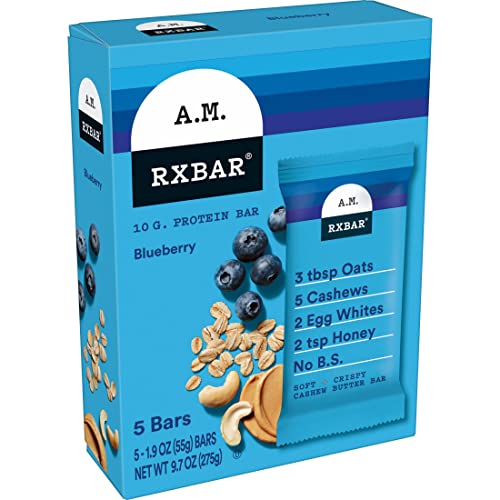 Blueberry
A.M.
RXBAR®
Blueberry
10 G. PROTEIN BAR
Blueberry
A.M.
RXBAR®
3 tbsp Oats
5 Cashews
2 Egg Whites
2 tsp Honey
No B.S.
SOFT + CRISPY
CASHEW BUTTER BAR
5 Bars
5 - 1.9 OZ (55g) BARS
NET WT 9.7 OZ (275g)